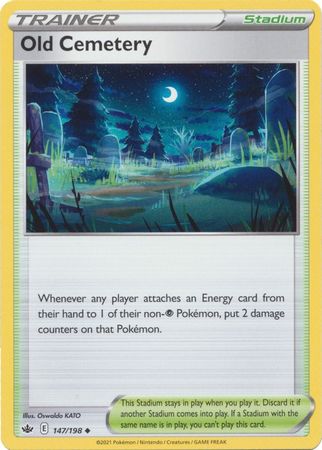 TRAINER
Stadium
Old Cemetery
Whenever any player attaches an Energy card from
their hand to 1 of their non- Pokémon, put 2 damage
counters on that Pokémon.
Illus. Oswaldo KATO
This Stadium stays in play when you play it. Discard it if
another Stadium comes into play. If a Stadium with the
same name is in play, you can't play this card.
E 147/198
©2021 Pokémon / Nintendo / Creatures / GAME FREAK